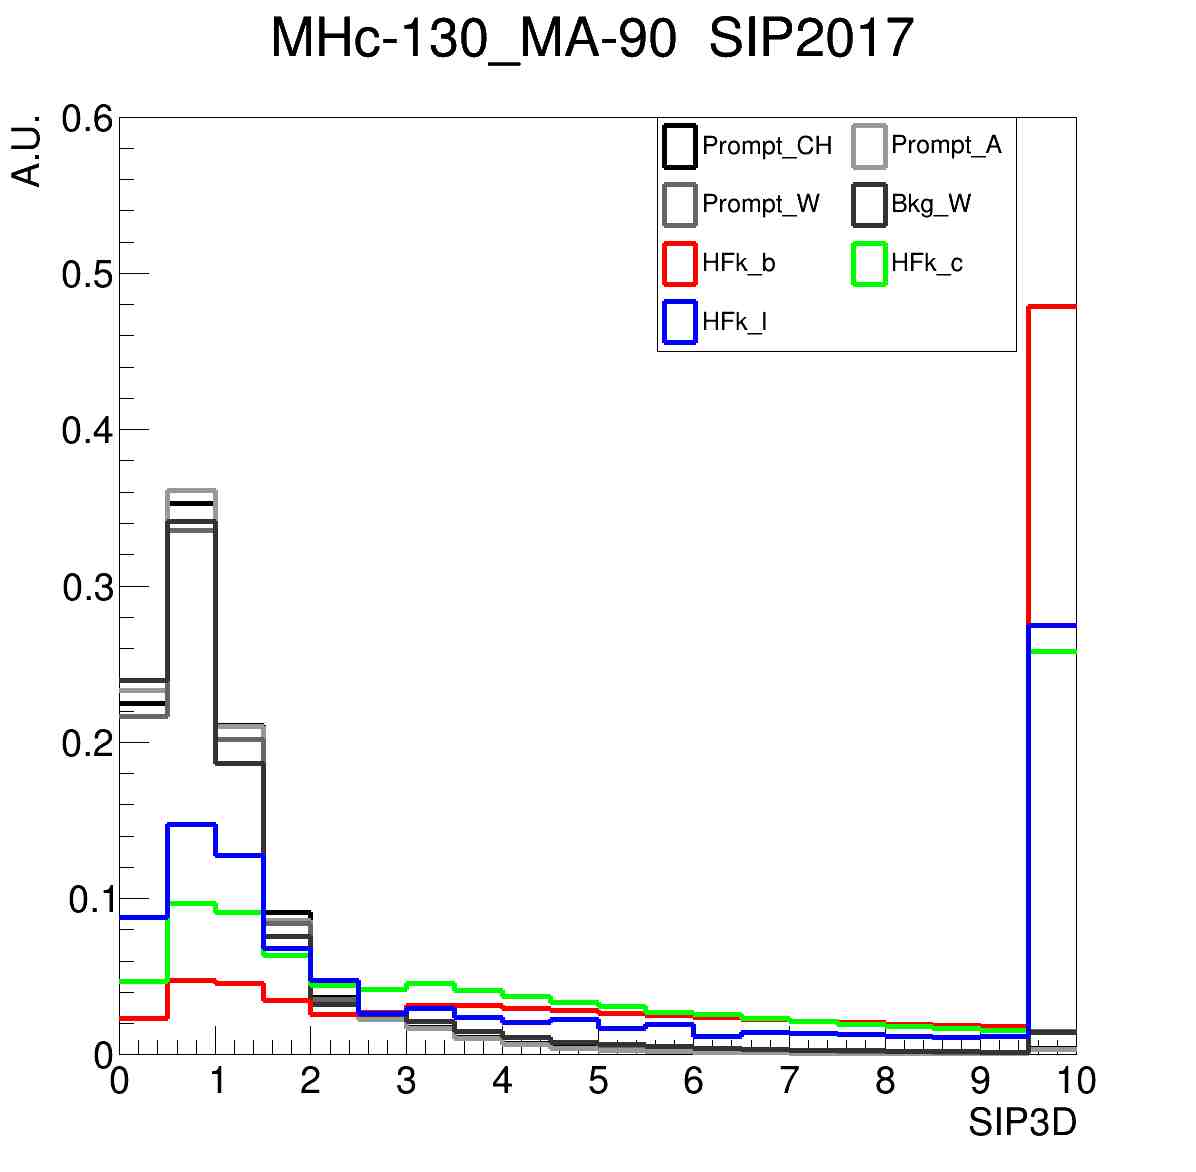 MHc-130_MA-90 SIP2017
A.U.
0.6
0.5
0.4
0.3
0.2
0.1
0
Prompt_CH Prompt_A
Prompt_W Bkg_W
HFk_b HFk_c
HFk_l
0 1 2 3 4 5 6 7 8 9 10
SIP3D